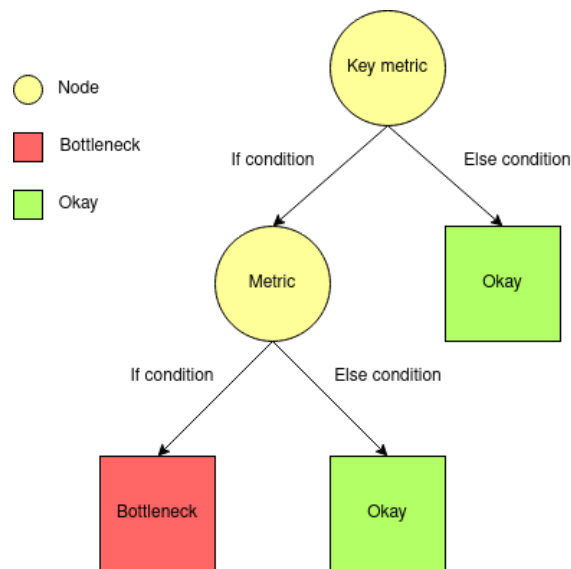 Key metric
Node
Bottleneck
If condition
Else condition
Okay
Metric
Okay
If condition
Else condition
Bottleneck
Okay